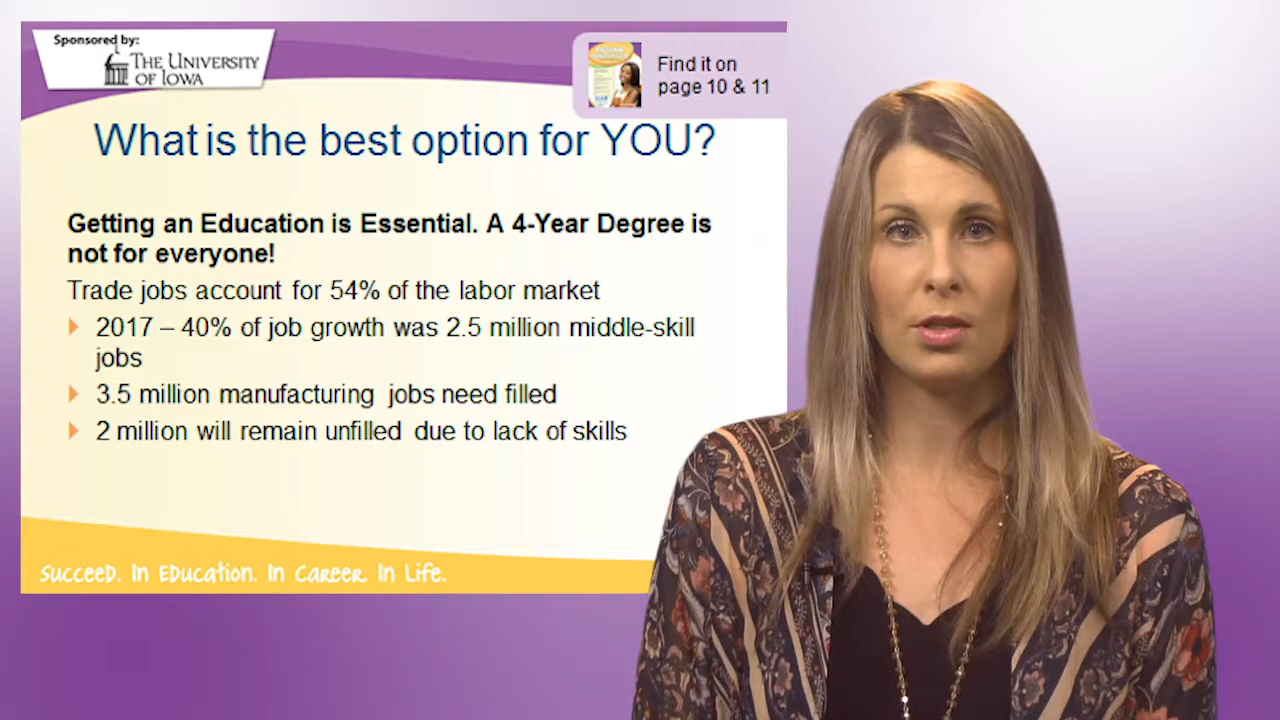 Sponsored by:
THE UNIVERSITY
OF IOWA
Find it on
page 10 & 11
What is the best option for YOU?
Getting an Education is Essential. A 4-Year Degree is
not for everyone!
Trade jobs account for 54% of the labor market
2017 – 40% of job growth was 2.5 million middle-skill
jobs
3.5 million manufacturing jobs need filled
2 million will remain unfilled due to lack of skills
Succeed. In Education. In Career. In Life.